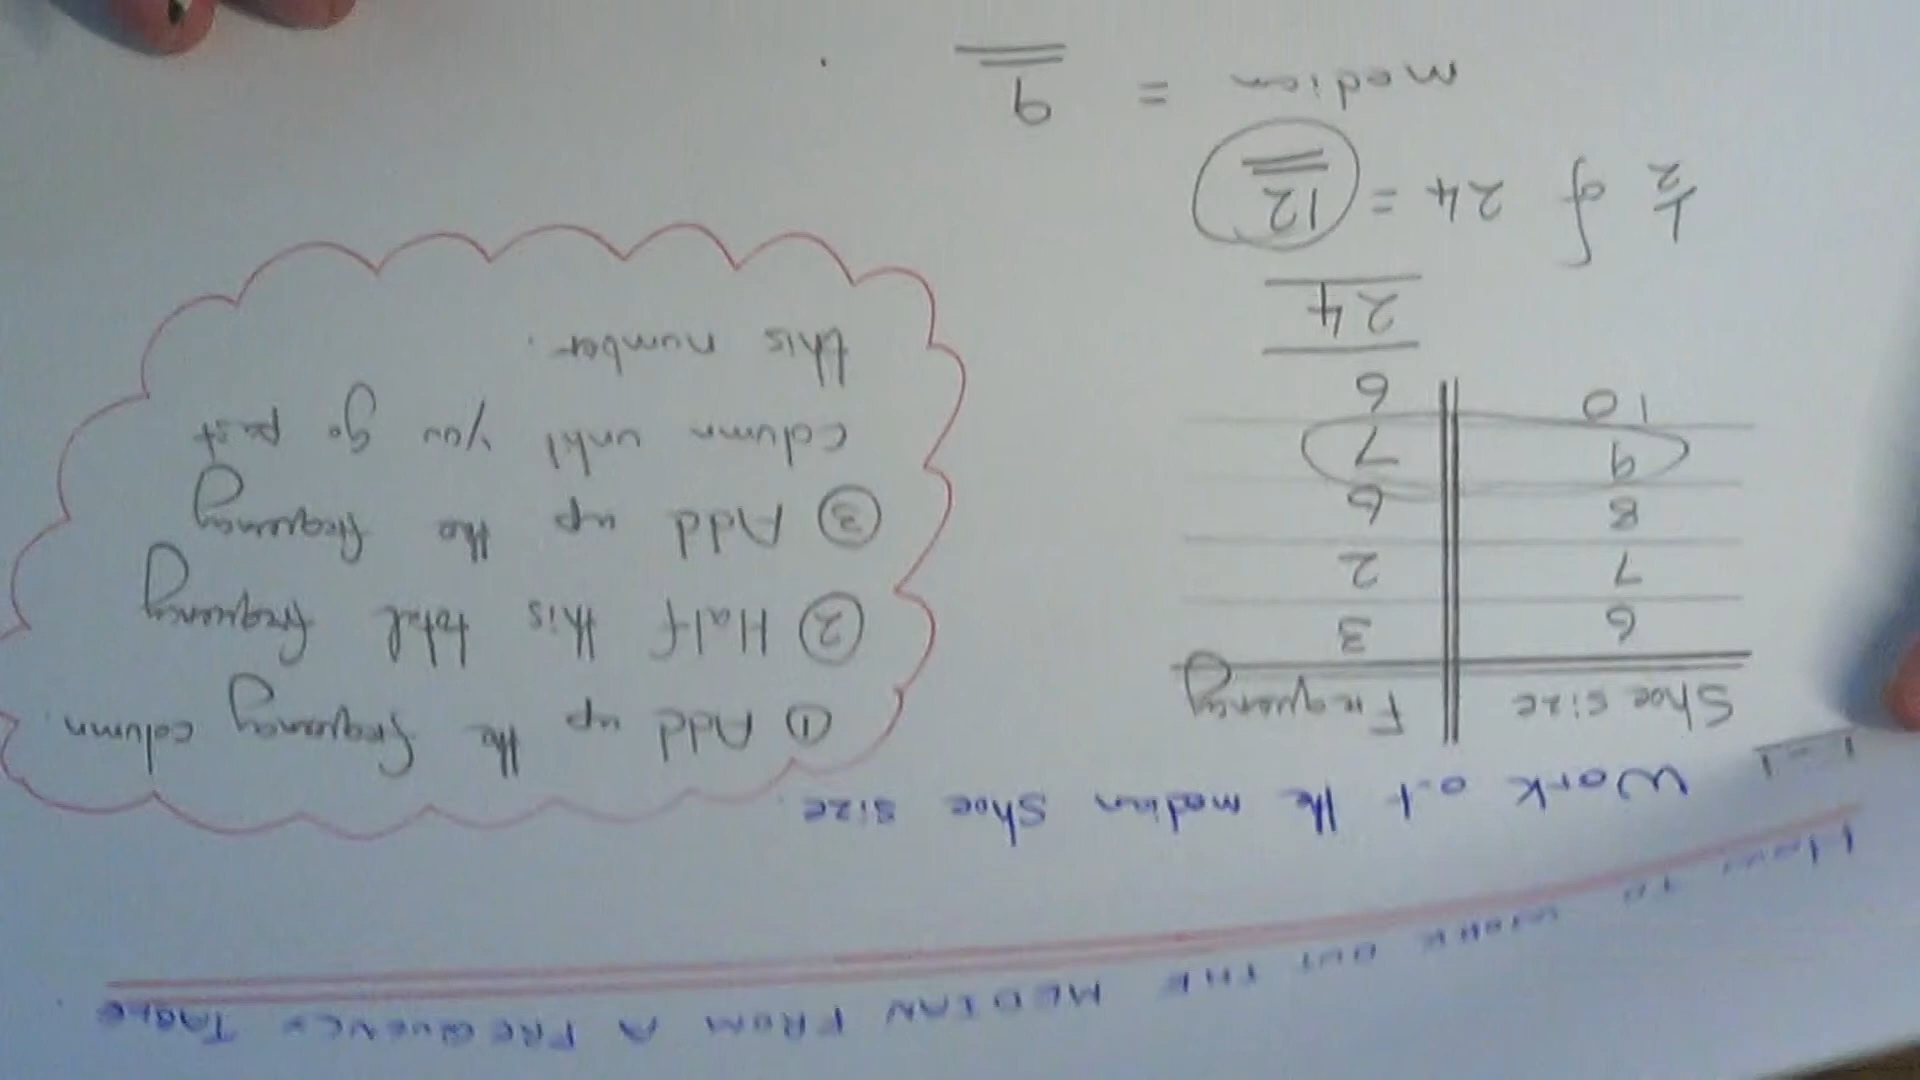 HOW TO WORK OUT THE MEDIAN FROM A FREQUENCY TABLE.
Work out the median shoe size.
Shoe size Frequency
6 3
7 2
8 6
9 7
10 6
24
½ of 24 = 12
median = 9
① Add up the frequency column.
② Half this total frequency
③ Add up the frequency
column until you go past
this number.